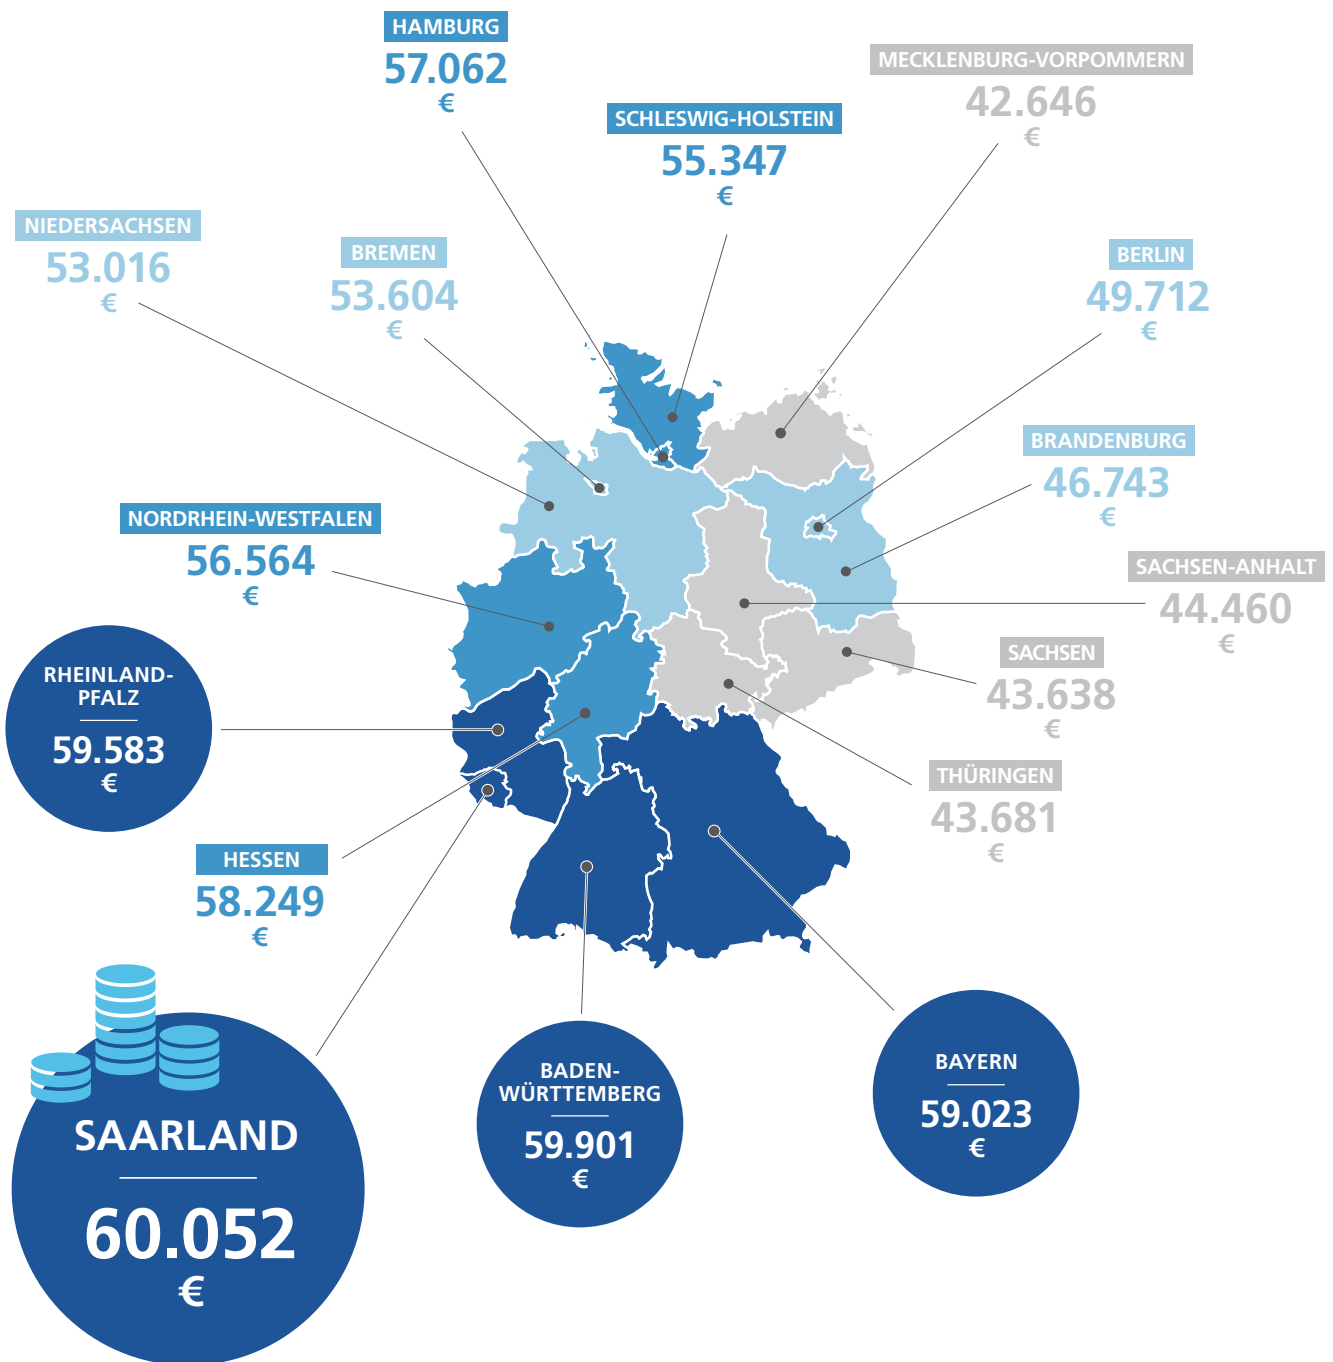 HAMBURG
57.062
€
MECKLENBURG-VORPOMMERN
42.646
€
SCHLESWIG-HOLSTEIN
55.347
€
NIEDERSACHSEN
53.016
€
BREMEN
53.604
€
BERLIN
49.712
€
BRANDENBURG
46.743
€
NORDRHEIN-WESTFALEN
56.564
€
SACHSEN-ANHALT
44.460
€
RHEINLAND-
PFALZ
59.583
€
SACHSEN
43.638
€
THÜRINGEN
43.681
€
HESSEN
58.249
€
SAARLAND
60.052
€
BADEN-
WÜRTTEMBERG
59.901
€
BAYERN
59.023
€